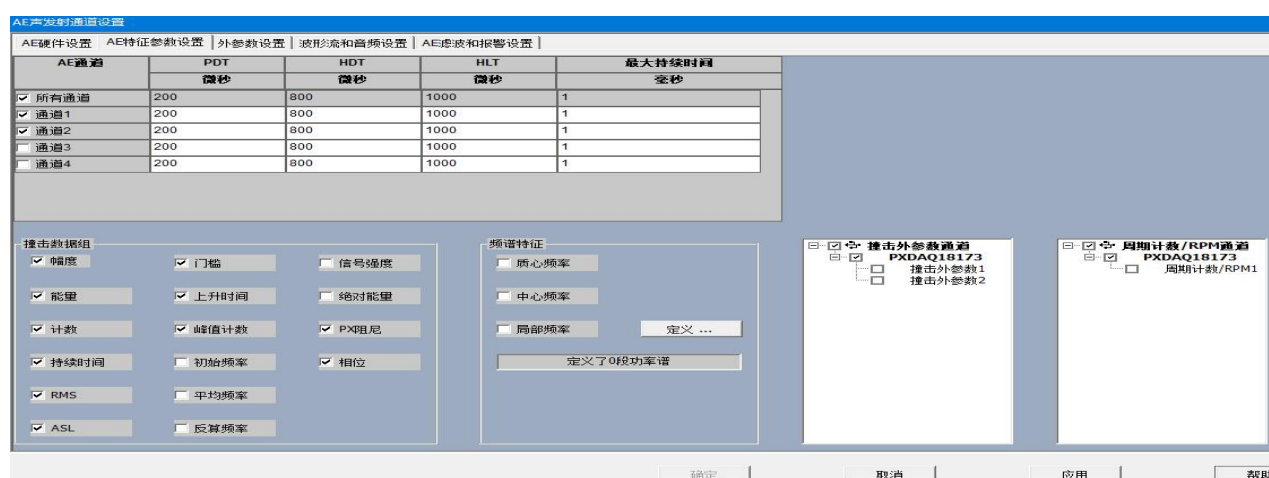 AE声发射通道设置
AE硬件设置 AE特征参数设置 外参数设置 波形流和音频设置 AE虑波和报警设置
AE通道 PDT HDT HLT 最大持续时间
微秒 微秒 微秒 毫秒
所有通道 200 800 1000 1
通道1 200 800 1000 1
通道2 200 800 1000 1
通道3 200 800 1000 1
通道4 200 800 1000 1
撞击数据组
幅度 门槛 信号强度
能量 上升时间 绝对能量
计数 峰值计数 PX阻尼
持续时间 初始频率 相位
RMS 平均频率
ASL 反算频率
频谱特征
质心频率
中心频率
局部频率 定义 ...
定义了0段功率谱
撞击外参数通道
PXDAQ18173
撞击外参数1
撞击外参数2
周期计数/RPM通道
PXDAQ18173
周期计数/RPM1
确定 取消 应用